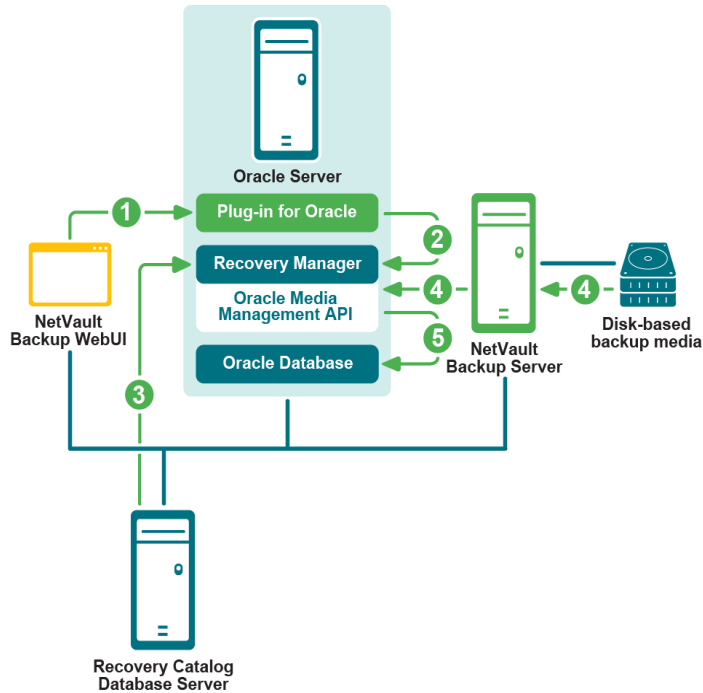 Oracle Server
1
Plug-in for Oracle
2
Recovery Manager
4
4
Oracle Media
Management API
NetVault
Backup WebUI
5
Disk-based
backup media
NetVault
Backup Server
Oracle Database
3
Recovery Catalog
Database Server